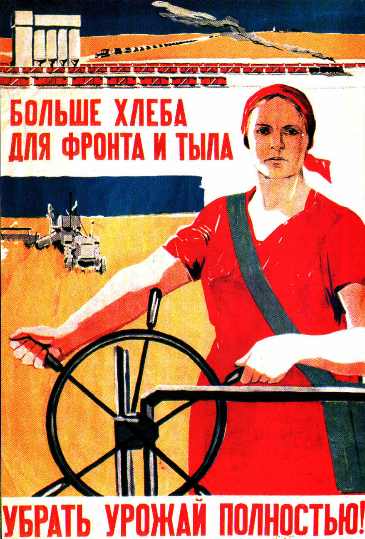 БОЛЬШЕ ХЛЕБА
ДЛЯ ФРОНТА И ТЫЛА
УБРАТЬ УРОЖАЙ ПОЛНОСТЬЮ!